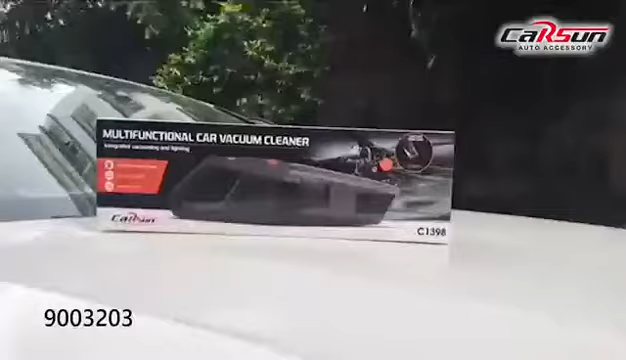 CARSUN
AUTO ACCESSORY
MULTIFUNCTIONAL CAR VACUUM CLEANER
Integrated vacuuming and lighting
CARSUN
C1398
9003203